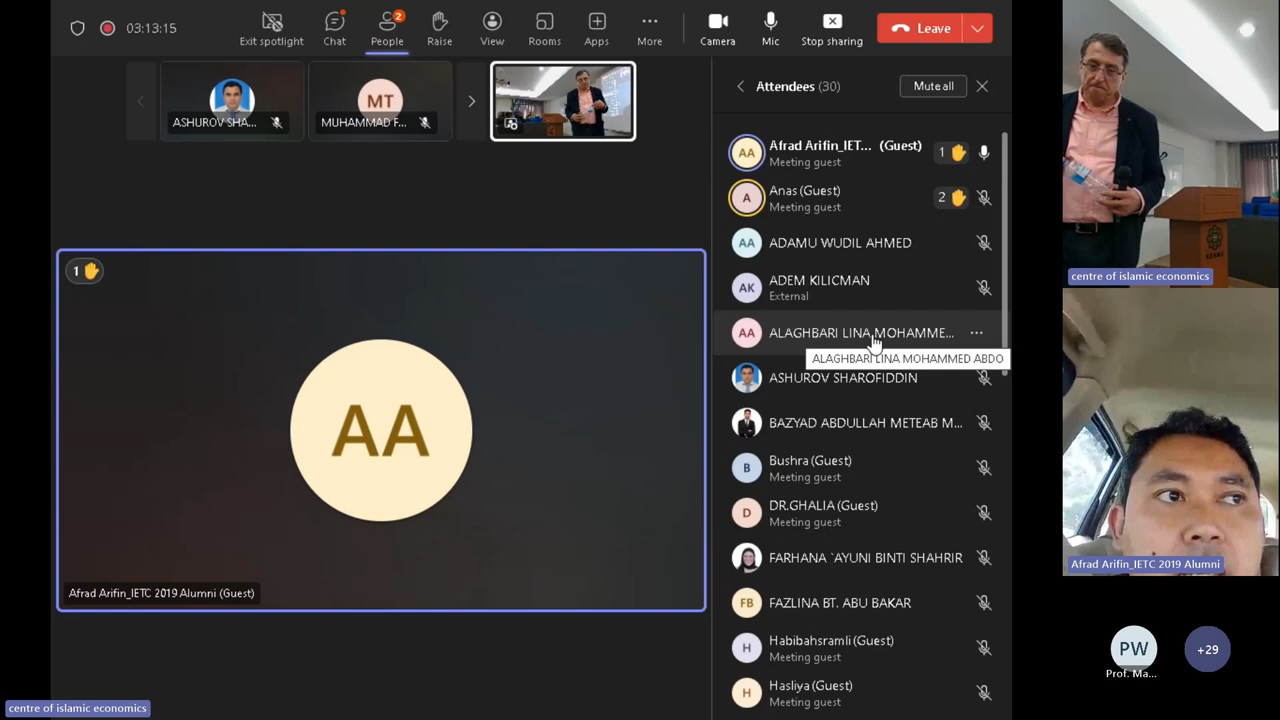 03:13:15
Exit spotlight
Chat
2
People
Raise
View
Rooms
Apps
More
Camera
Mic
Stop sharing
Leave
ASHUROV SHA...
MT
MUHAMMAD F...
Attendees (30)
Mute all
AA
Afrad Arifin_IET... (Guest)
Meeting guest
1
A
Anas (Guest)
Meeting guest
2
AA
ADAMU WUDIL AHMED
AK
ADEM KILICMAN
External
AA
ALAGHBARI LINA MOHAMME...
ALAGHBARI LINA MOHAMMED ABDO
ASHUROV SHAROFIDDIN
BAZYAD ABDULLAH METEAB M...
B
Bushra (Guest)
Meeting guest
D
DR.GHALIA (Guest)
Meeting guest
FARHANA `AYUNI BINTI SHAHRIR
FB
FAZLINA BT. ABU BAKAR
H
Habibahsramli (Guest)
Meeting guest
H
Hasliya (Guest)
Meeting guest
1
AA
Afrad Arifin_IETC 2019 Alumni (Guest)
centre of islamic economics
centre of islamic economics
Afrad Arifin_IETC 2019 Alumni
PW
Prof. Ma...
+29